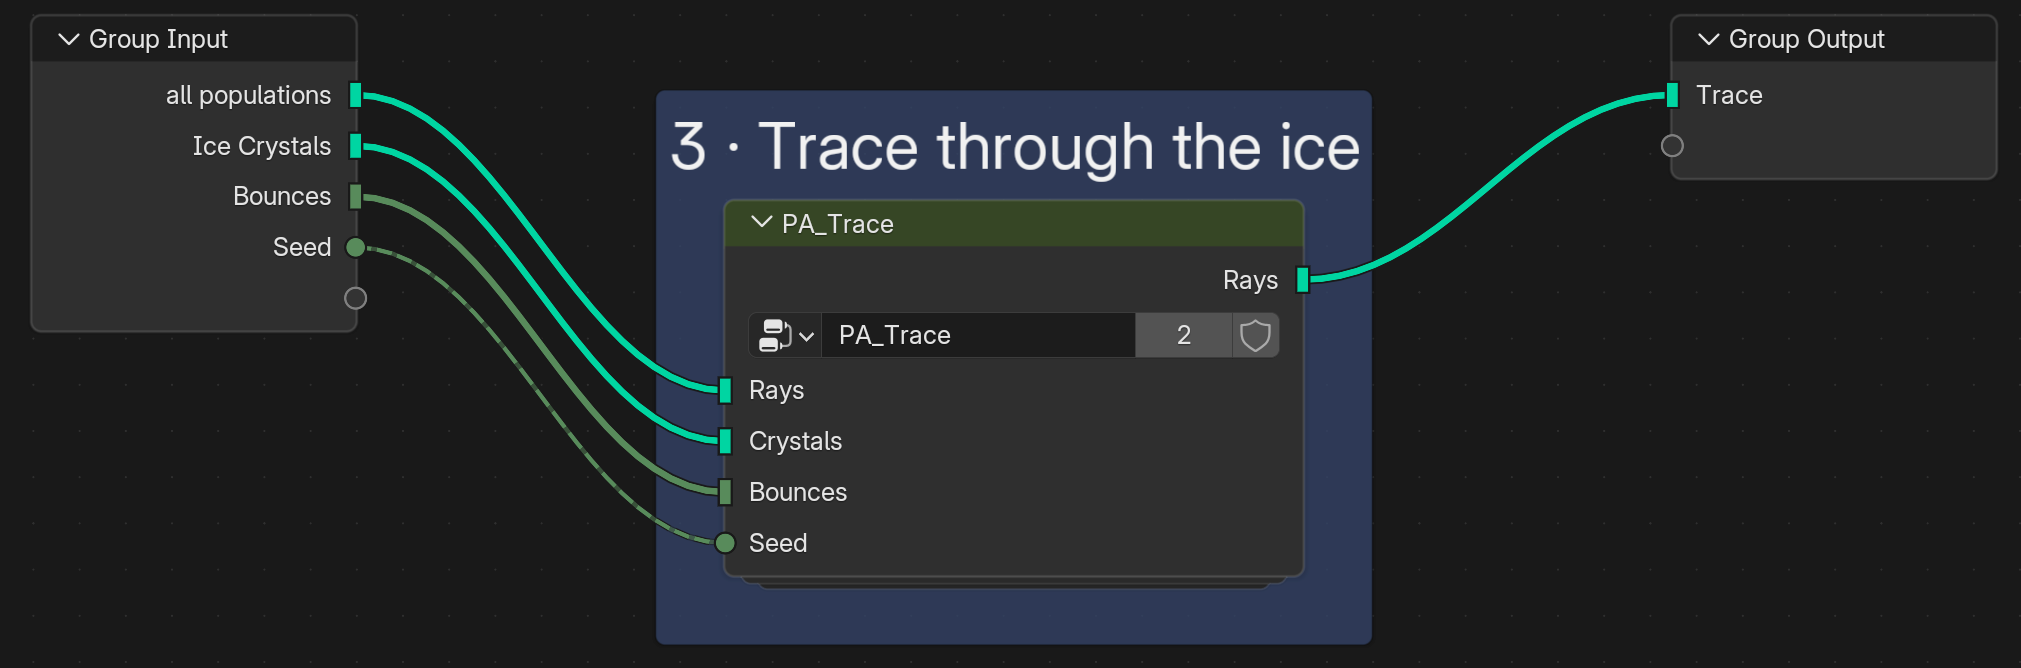 Group Input
all populations
Ice Crystals
Bounces
Seed
3 · Trace through the ice
PA_Trace
Rays
PA_Trace 2
Rays
Crystals
Bounces
Seed
Group Output
Trace